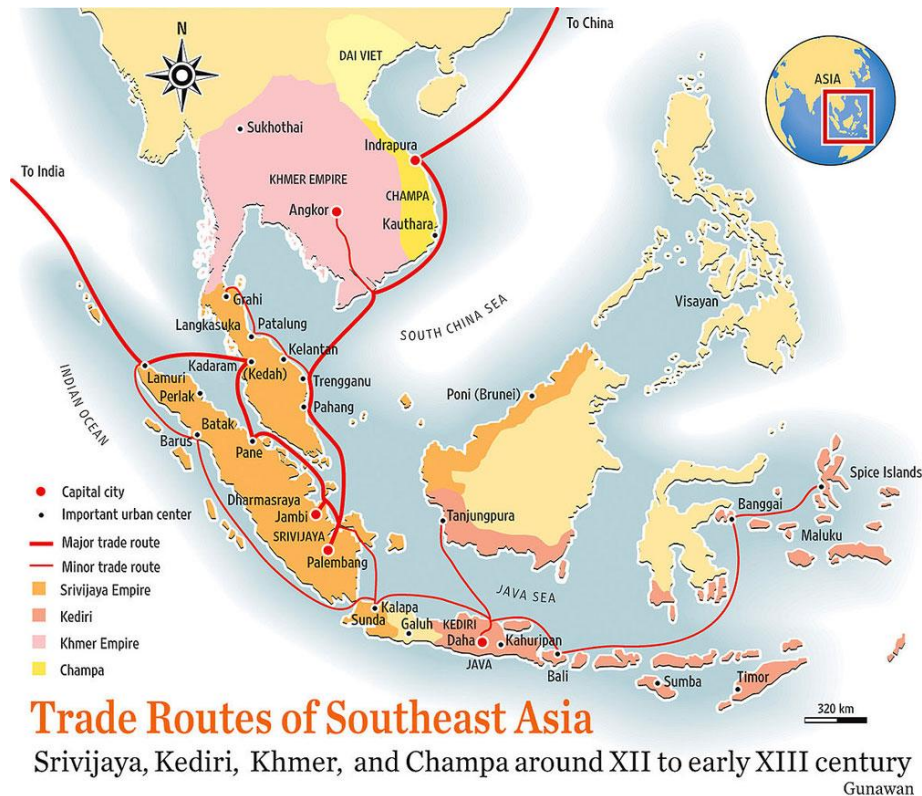 To China
N
DAI VIET
ASIA
Sukhothai
Indrapura
To India
KHMER EMPIRE
CHAMPA
Angkor
Kauthara
Grahi
Visayan
Langkasuka
Patalung
SOUTH CHINA SEA
Kelantan
Kadaram
(Kedah)
Lamuri
Trengganu
INDIAN OCEAN
Perlak
Poni (Brunei)
Pahang
Batak
Barus
Pane
Spice Islands
Capital city
Dharmasraya
Banggai
Important urban center
Jambi
Tanjungpura
Maluku
Major trade route
SRIVIJAYA
Minor trade route
Palembang
Srivijaya Empire
JAVA SEA
Kediri
Kalapa
Sunda
Galuh
KEDIRI
Khmer Empire
Daha
Kahuripan
Champa
JAVA
Bali
Sumba
Timor
320 km
Trade Routes of Southeast Asia
Srivijaya, Kediri, Khmer, and Champa around XII to early XIII century
Gunawan